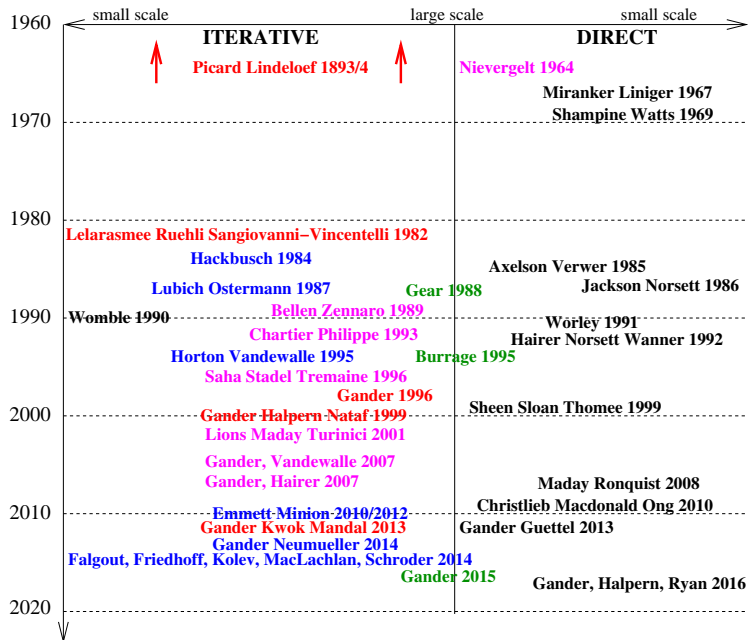 1960
small scale
large scale
small scale
ITERATIVE
DIRECT
Picard Lindeloef 1893/4
Nievergelt 1964
Miranker Liniger 1967
Shampine Watts 1969
1970
1980
Lelarasmee Ruehli Sangiovanni−Vincentelli 1982
Hackbusch 1984
Axelson Verwer 1985
Lubich Ostermann 1987
Gear 1988
Jackson Norsett 1986
Bellen Zennaro 1989
1990
Womble 1990
Worley 1991
Chartier Philippe 1993
Hairer Norsett Wanner 1992
Horton Vandewalle 1995
Burrage 1995
Saha Stadel Tremaine 1996
Gander 1996
Sheen Sloan Thomee 1999
2000
Gander Halpern Nataf 1999
Lions Maday Turinici 2001
Gander, Vandewalle 2007
Gander, Hairer 2007
Maday Ronquist 2008
Christlieb Macdonald Ong 2010
2010
Emmett Minion 2010/2012
Gander Kwok Mandal 2013
Gander Guettel 2013
Gander Neumueller 2014
Falgout, Friedhoff, Kolev, MacLachlan, Schroder 2014
Gander 2015
Gander, Halpern, Ryan 2016
2020